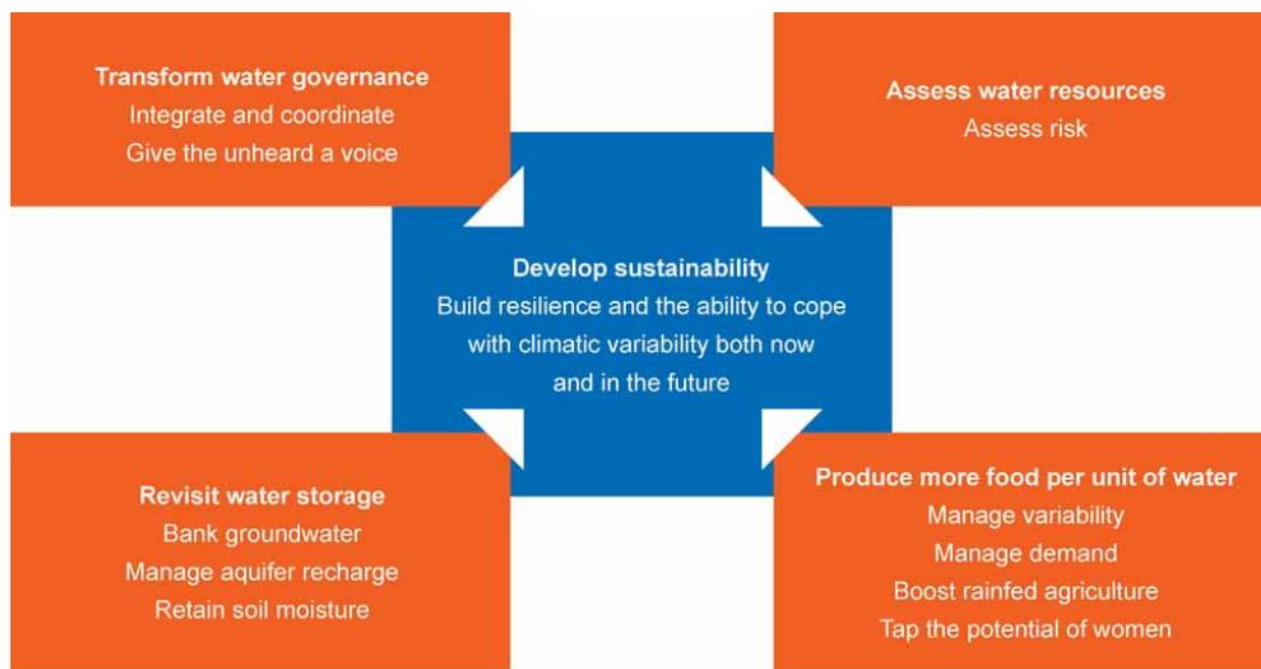 Transform water governance
Integrate and coordinate
Give the unheard a voice
Assess water resources
Assess risk
Develop sustainability
Build resilience and the ability to cope
with climatic variability both now
and in the future
Revisit water storage
Bank groundwater
Manage aquifer recharge
Retain soil moisture
Produce more food per unit of water
Manage variability
Manage demand
Boost rainfed agriculture
Tap the potential of women